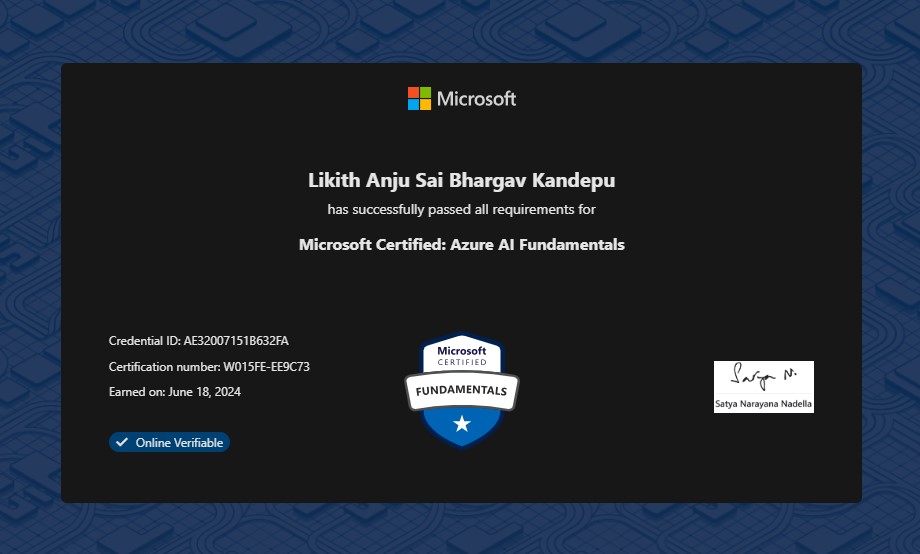 Microsoft
Likith Anju Sai Bhargav Kandepu
has successfully passed all requirements for
Microsoft Certified: Azure AI Fundamentals
Credential ID: AE32007151B632FA
Certification number: W015FE-EE9C73
Earned on: June 18, 2024
Online Verifiable
Microsoft
CERTIFIED
FUNDAMENTALS
Satya N.
Satya Narayana Nadella